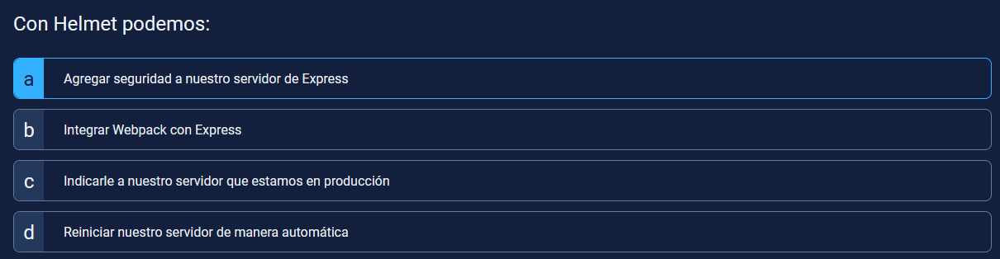 Con Helmet podemos:
a Agregar seguridad a nuestro servidor de Express
b Integrar Webpack con Express
c Indicarle a nuestro servidor que estamos en producción
d Reiniciar nuestro servidor de manera automática